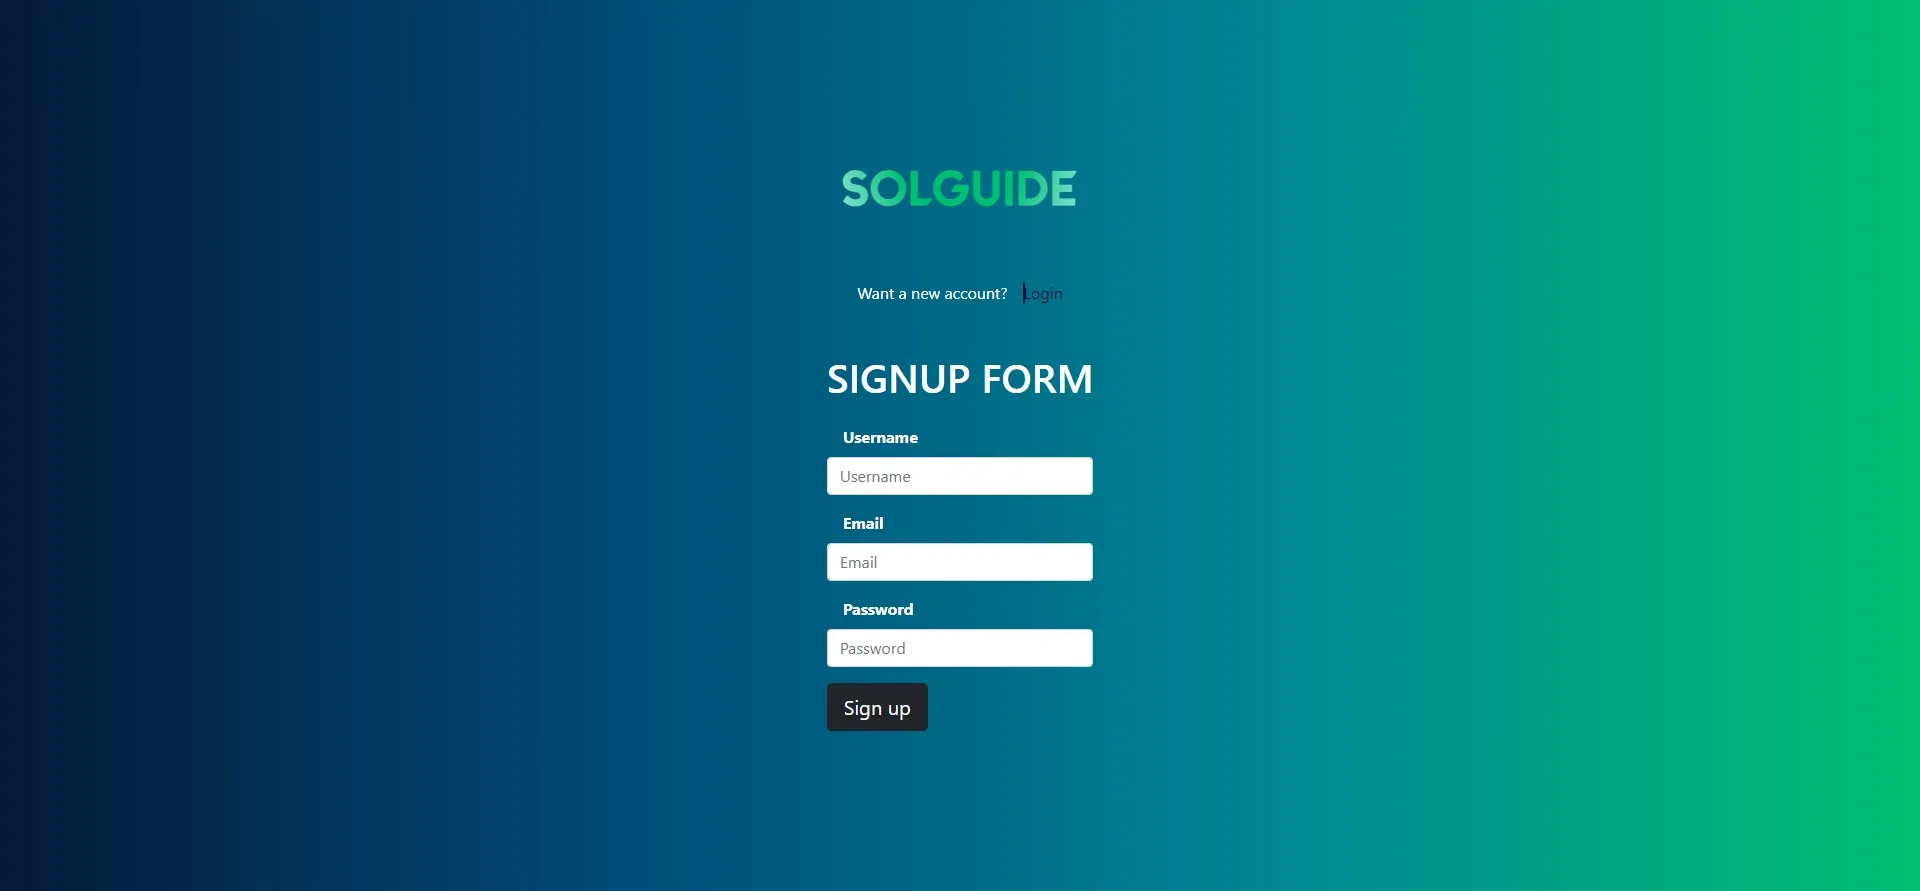 SOLGUIDE
Want a new account? Login
SIGNUP FORM
Username
Username
Email
Email
Password
Password
Sign up